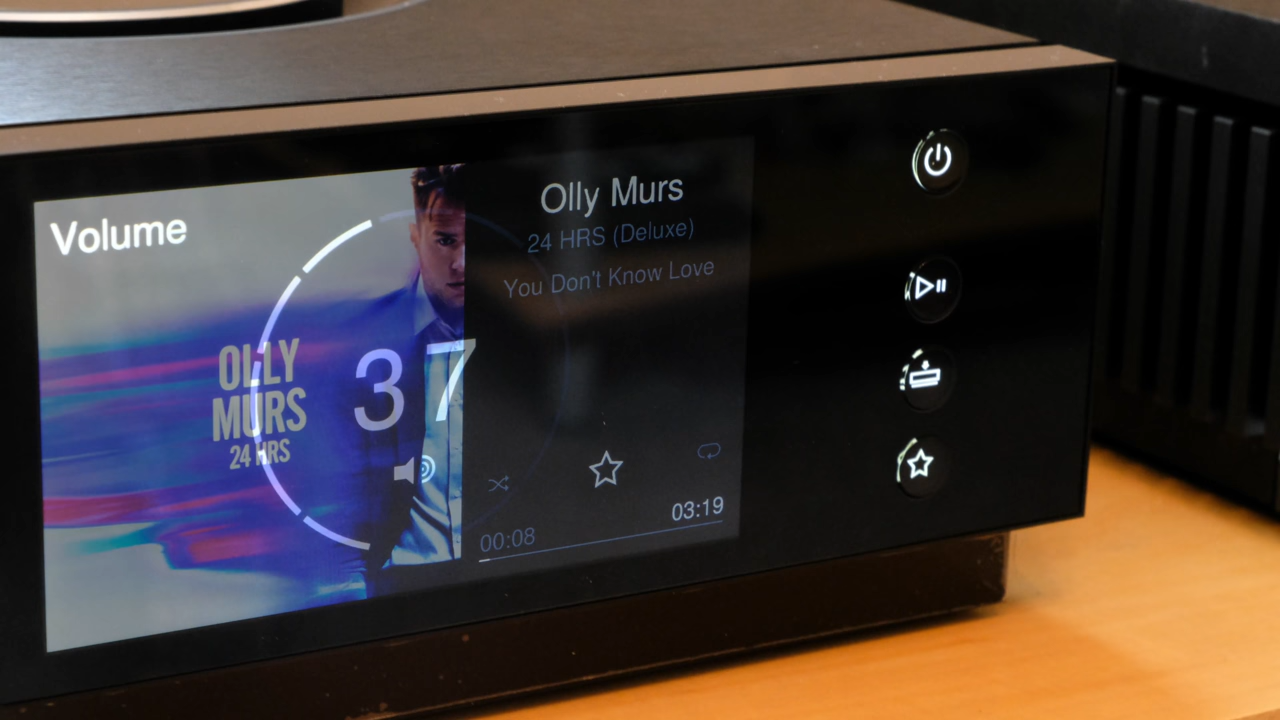 Volume
OLLY
MURS
24 HRS
37
Olly Murs
24 HRS (Deluxe)
You Don't Know Love
00:08
03:19